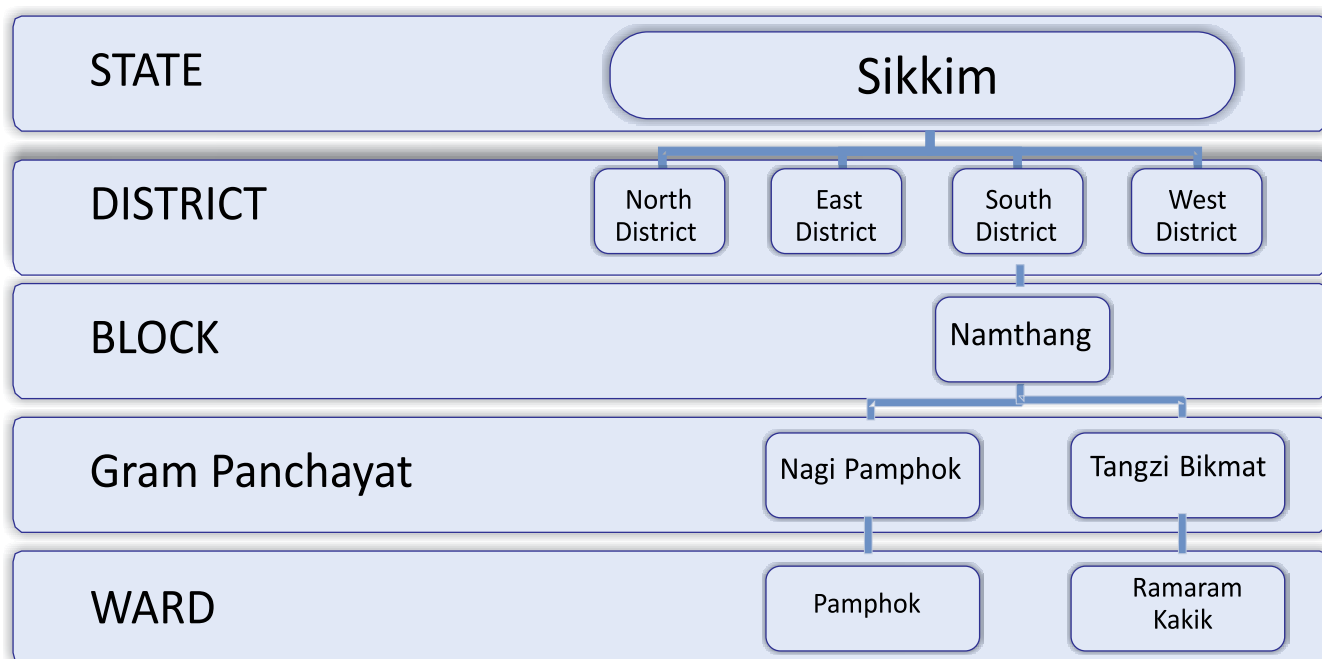 STATE
Sikkim
DISTRICT
North
District
East
District
South
District
West
District
BLOCK
Namthang
Gram Panchayat
Nagi Pamphok
Tangzi Bikmat
WARD
Pamphok
Ramaram
Kakik